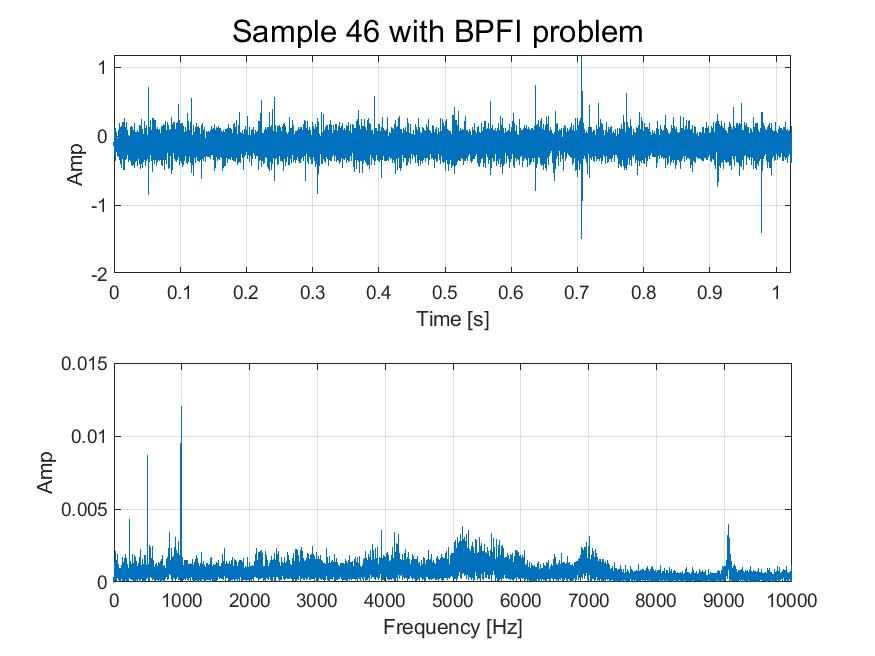 Sample 46 with BPFI problem
1
0
-1
-2
Amp
0 0.1 0.2 0.3 0.4 0.5 0.6 0.7 0.8 0.9 1
Time [s]
0.015
0.01
0.005
0
Amp
0 1000 2000 3000 4000 5000 6000 7000 8000 9000 10000
Frequency [Hz]